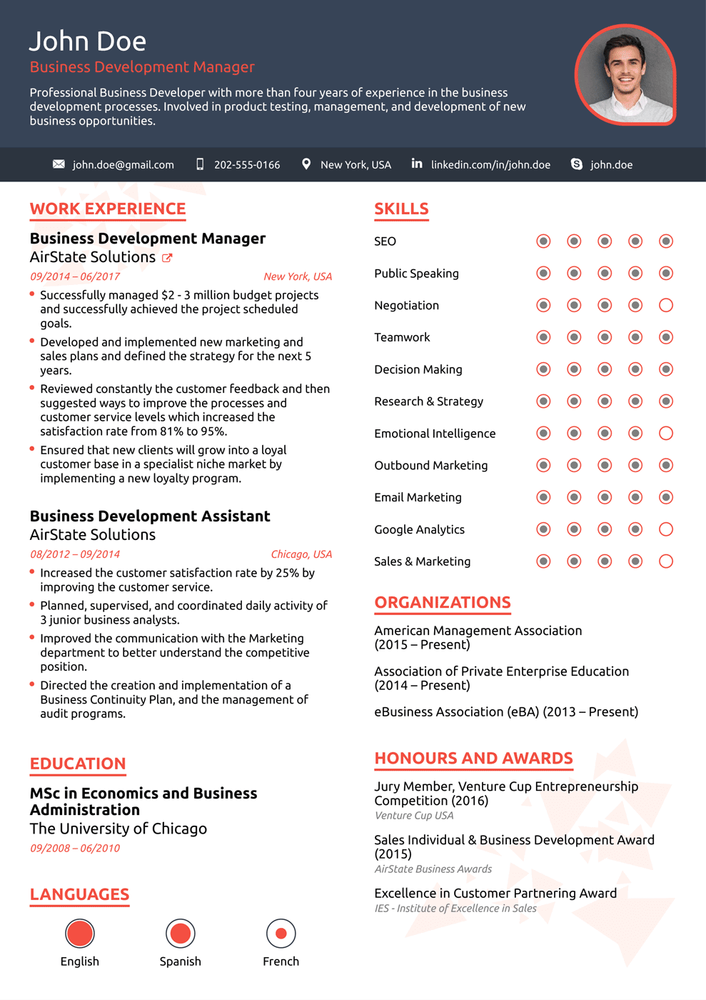 John Doe
Business Development Manager
Professional Business Developer with more than four years of experience in the business
development processes. Involved in product testing, management, and development of new
business opportunities.
john.doe@gmail.com
202-555-0166
New York, USA
linkedin.com/in/john.doe
john.doe
WORK EXPERIENCE
Business Development Manager
AirState Solutions
09/2014 – 06/2017
New York, USA
Successfully managed $2 - 3 million budget projects
and successfully achieved the project scheduled
goals.
Developed and implemented new marketing and
sales plans and defined the strategy for the next 5
years.
Reviewed constantly the customer feedback and then
suggested ways to improve the processes and
customer service levels which increased the
satisfaction rate from 81% to 95%.
Ensured that new clients will grow into a loyal
customer base in a specialist niche market by
implementing a new loyalty program.
Business Development Assistant
AirState Solutions
08/2012 – 09/2014
Chicago, USA
Increased the customer satisfaction rate by 25% by
improving the customer service.
Planned, supervised, and coordinated daily activity of
3 junior business analysts.
Improved the communication with the Marketing
department to better understand the competitive
position.
Directed the creation and implementation of a
Business Continuity Plan, and the management of
audit programs.
EDUCATION
MSc in Economics and Business
Administration
The University of Chicago
09/2008 – 06/2010
LANGUAGES
English
Spanish
French
SKILLS
SEO
Public Speaking
Negotiation
Teamwork
Decision Making
Research & Strategy
Emotional Intelligence
Outbound Marketing
Email Marketing
Google Analytics
Sales & Marketing
ORGANIZATIONS
American Management Association
(2015 – Present)
Association of Private Enterprise Education
(2014 – Present)
eBusiness Association (eBA) (2013 – Present)
HONOURS AND AWARDS
Jury Member, Venture Cup Entrepreneurship
Competition (2016)
Venture Cup USA
Sales Individual & Business Development Award
(2015)
AirState Business Awards
Excellence in Customer Partnering Award
IES - Institute of Excellence in Sales